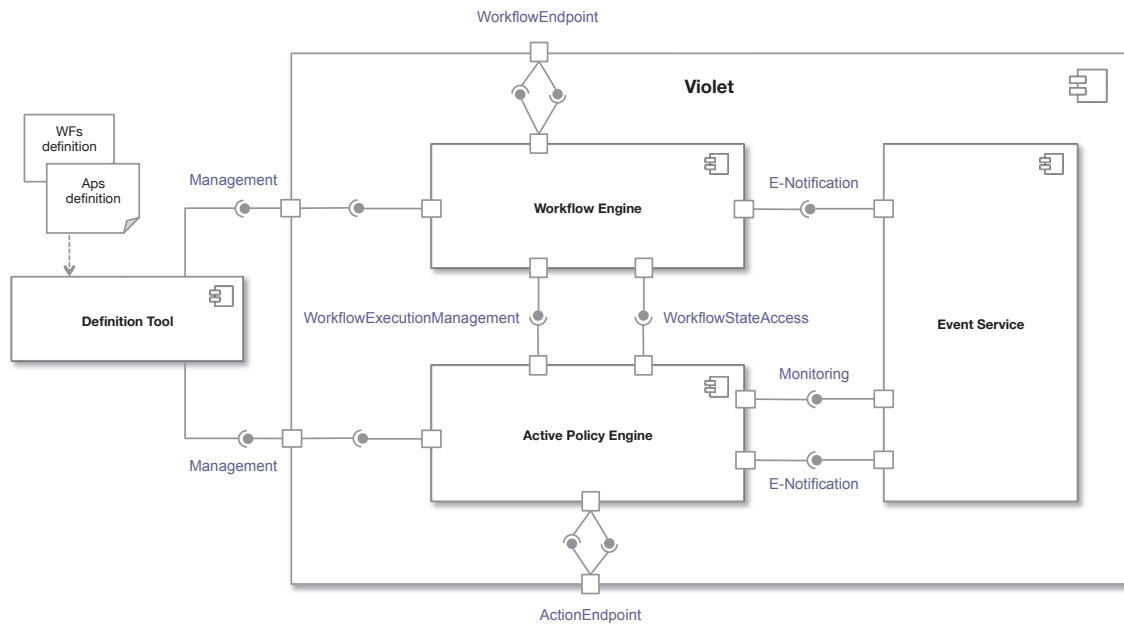 WorkflowEndpoint
Violet
WFs
definition
Aps
definition
Management
E-Notification
Workflow Engine
Definition Tool
WorkflowExecutionManagement
WorkflowStateAccess
Event Service
Monitoring
Active Policy Engine
Management
E-Notification
ActionEndpoint